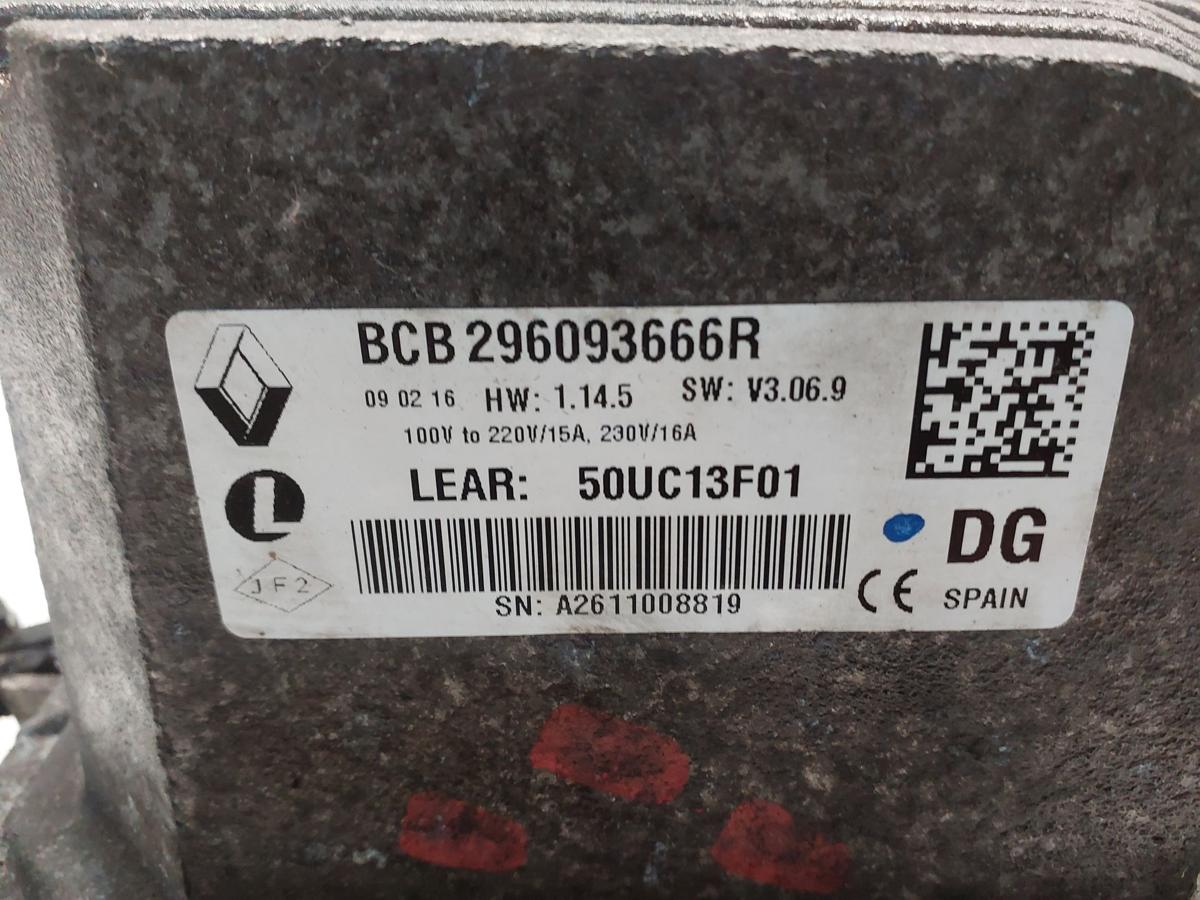 BCB 296093666R
09 02 16 HW: 1.14.5 SW: V3.06.9
100V to 220V/15A, 230V/16A
LEAR: 50UC13F01
L
DG
JF2
SN: A2611008819
CE SPAIN